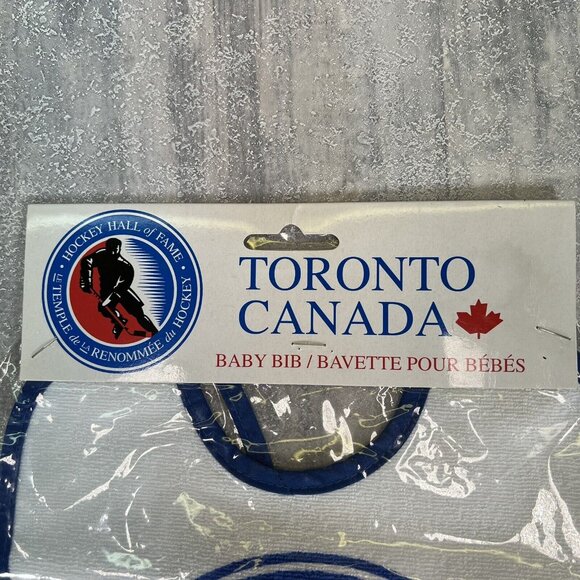 • HOCKEY HALL of FAME •
LE TEMPLE de LA RENOMMÉE du HOCKEY
TORONTO
CANADA
BABY BIB / BAVETTE POUR BÉBÉS